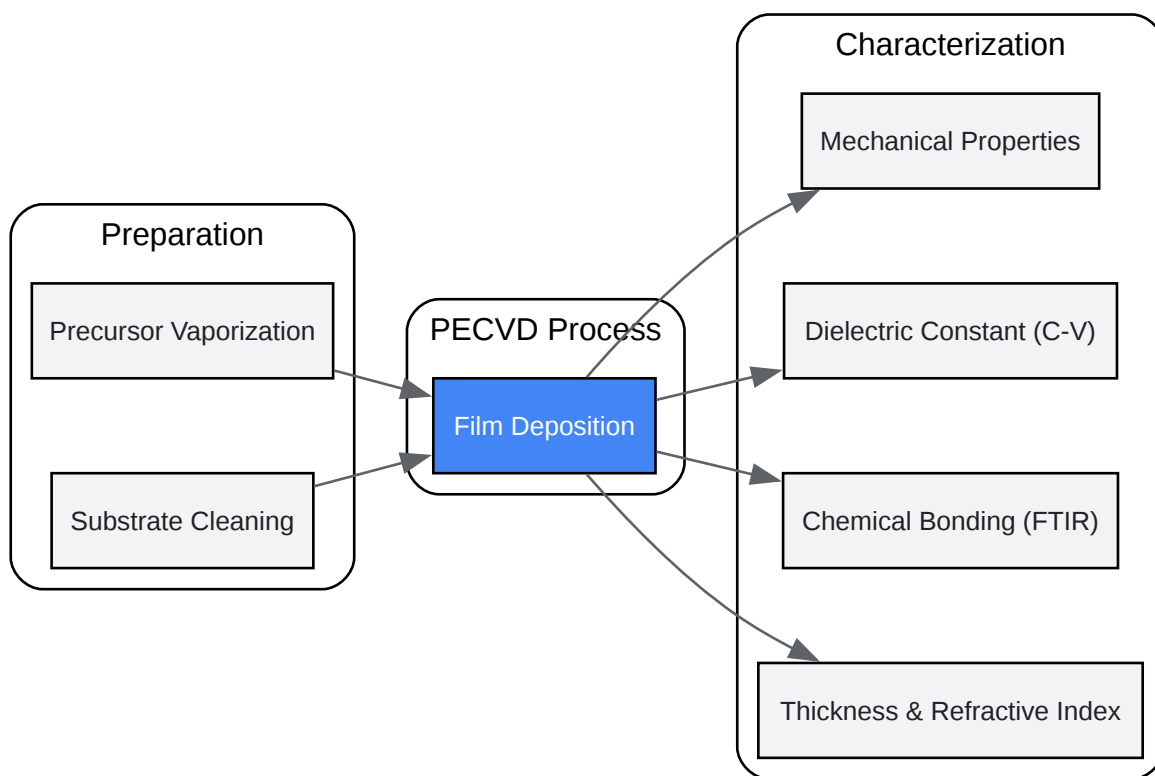 Preparation
Precursor Vaporization
Substrate Cleaning
PECVD Process
Film Deposition
Characterization
Mechanical Properties
Dielectric Constant (C-V)
Chemical Bonding (FTIR)
Thickness & Refractive Index